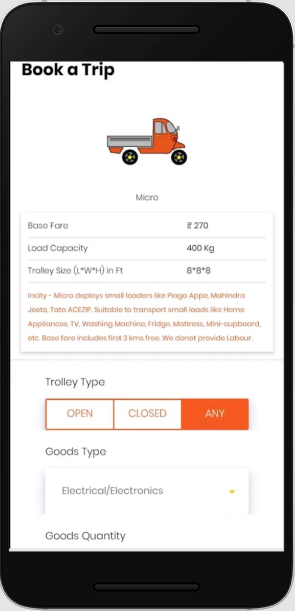 Book a Trip
Micro
Base Fare ₹ 270
Load Capacity 400 Kg
Trolley Size (L*W*H) in Ft 8*8*8
Incity - Micro deploys small loaders like Piago Appe, Mahindra
Jeeto, Tata ACEZIP. Suitable to transport small loads like Home
Appliances, TV, Washing Machine, Fridge, Mattress, Mini-cupboard,
etc. Base fare includes first 3 kms free. We donot provide Labour.
Trolley Type
OPEN CLOSED ANY
Goods Type
Electrical/Electronics
Goods Quantity